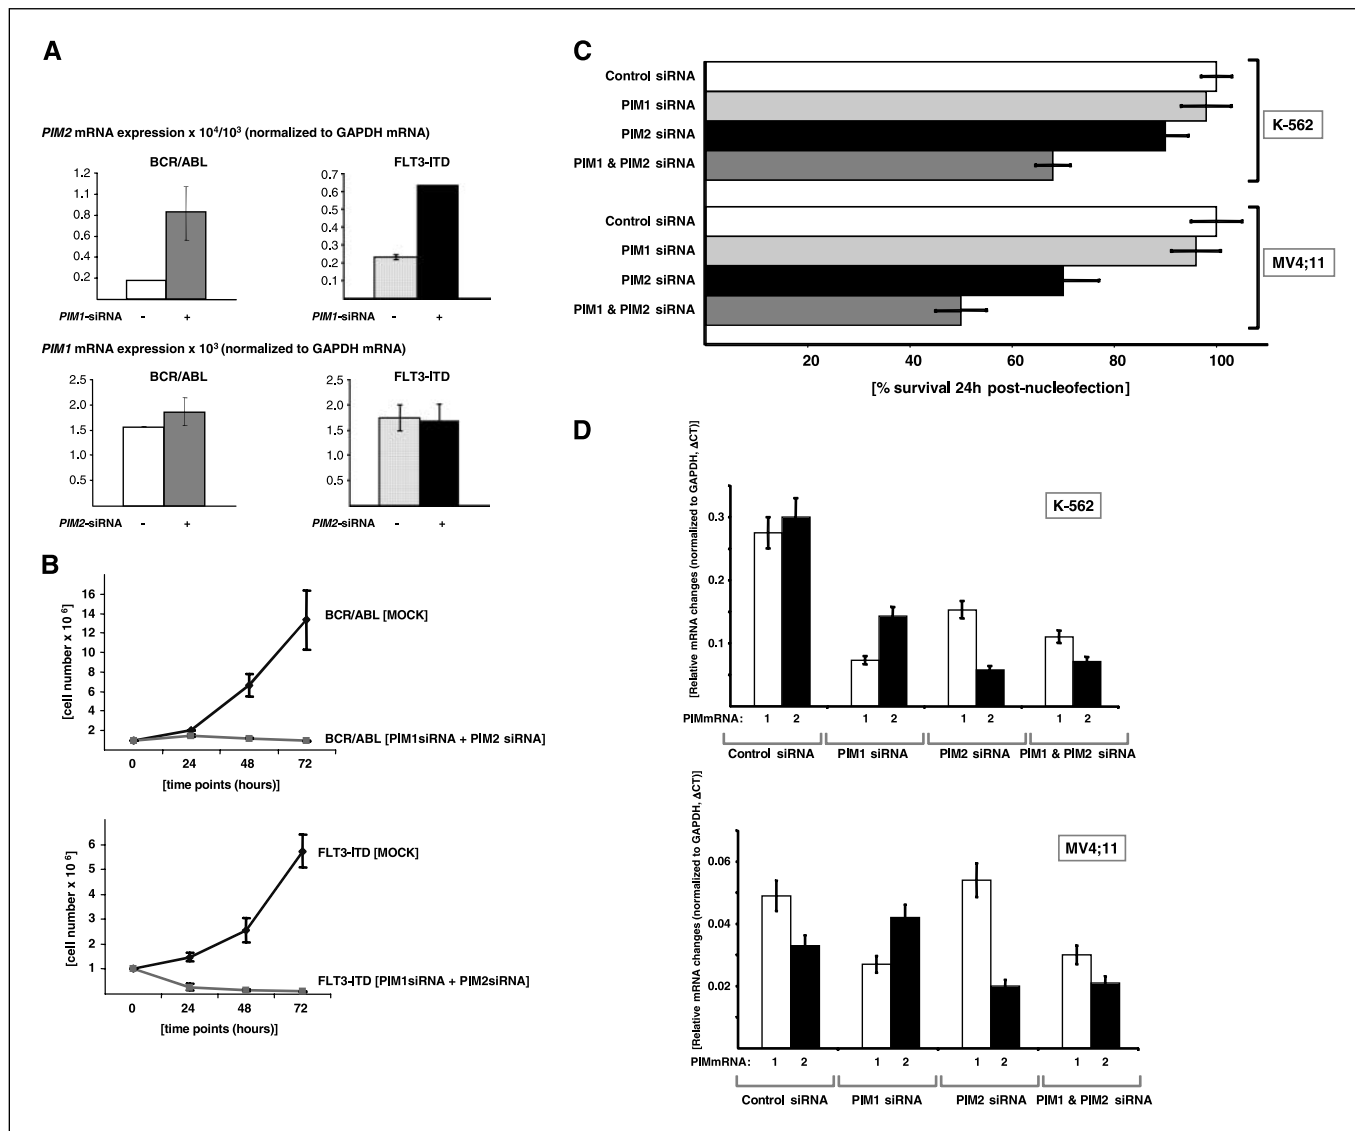 A
PIM2 mRNA expression x 10⁴/10³ (normalized to GAPDH mRNA)
BCR/ABL
1.2
1.1
0.8
0.4
0.2
PIM1-siRNA - +
FLT3-ITD
0.7
0.6
0.5
0.4
0.3
0.2
0.1
PIM1-siRNA - +
PIM1 mRNA expression x 10³ (normalized to GAPDH mRNA)
BCR/ABL
2.5
2.0
1.5
1.0
0.5
PIM2-siRNA - +
FLT3-ITD
2.5
2.0
1.5
1.0
0.5
PIM2-siRNA - +
B
[cell number x 10⁶]
16
14
12
10
8
6
4
2
BCR/ABL [MOCK]
BCR/ABL [PIM1siRNA + PIM2 siRNA]
0 24 48 72
[time points (hours)]
[cell number x 10⁶]
6
5
4
3
2
1
FLT3-ITD [MOCK]
FLT3-ITD [PIM1siRNA + PIM2siRNA]
0 24 48 72
[time points (hours)]
C
Control siRNA
PIM1 siRNA
PIM2 siRNA
PIM1 & PIM2 siRNA
K-562
Control siRNA
PIM1 siRNA
PIM2 siRNA
PIM1 & PIM2 siRNA
MV4;11
20 40 60 80 100
[% survival 24h post-nucleofection]
D
[Relative mRNA changes (normalized to GAPDH, ΔCT)]
K-562
0.3
0.2
0.1
PIMmRNA: 1 2 1 2 1 2 1 2
Control siRNA PIM1 siRNA PIM2 siRNA PIM1 & PIM2 siRNA
[Relative mRNA changes (normalized to GAPDH, ΔCT)]
MV4;11
0.06
0.04
0.02
PIMmRNA: 1 2 1 2 1 2 1 2
Control siRNA PIM1 siRNA PIM2 siRNA PIM1 & PIM2 siRNA